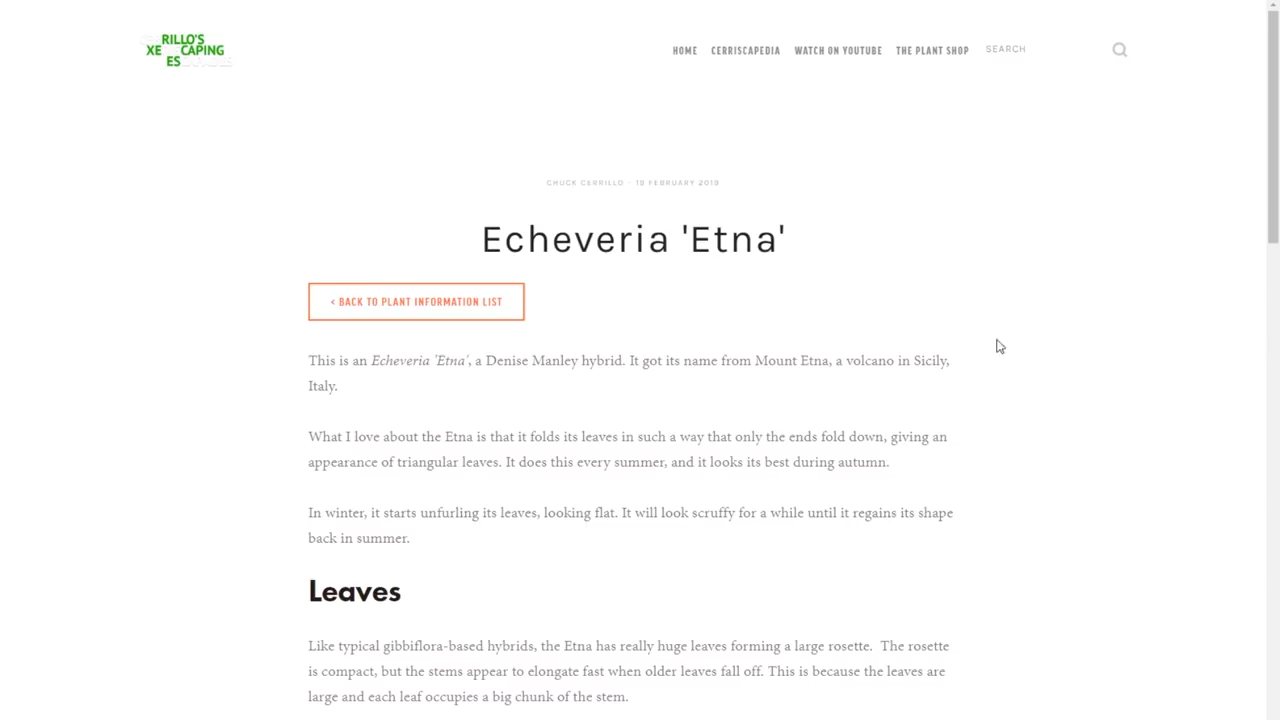 RILLO'S
XE CAPING
ES
HOME CERRISCAPEDIA WATCH ON YOUTUBE THE PLANT SHOP SEARCH
CHUCK CERRILLO · 19 FEBRUARY 2019
Echeveria 'Etna'
< BACK TO PLANT INFORMATION LIST
This is an Echeveria 'Etna', a Denise Manley hybrid. It got its name from Mount Etna, a volcano in Sicily,
Italy.
What I love about the Etna is that it folds its leaves in such a way that only the ends fold down, giving an
appearance of triangular leaves. It does this every summer, and it looks its best during autumn.
In winter, it starts unfurling its leaves, looking flat. It will look scruffy for a while until it regains its shape
back in summer.
Leaves
Like typical gibbiflora-based hybrids, the Etna has really huge leaves forming a large rosette. The rosette
is compact, but the stems appear to elongate fast when older leaves fall off. This is because the leaves are
large and each leaf occupies a big chunk of the stem.